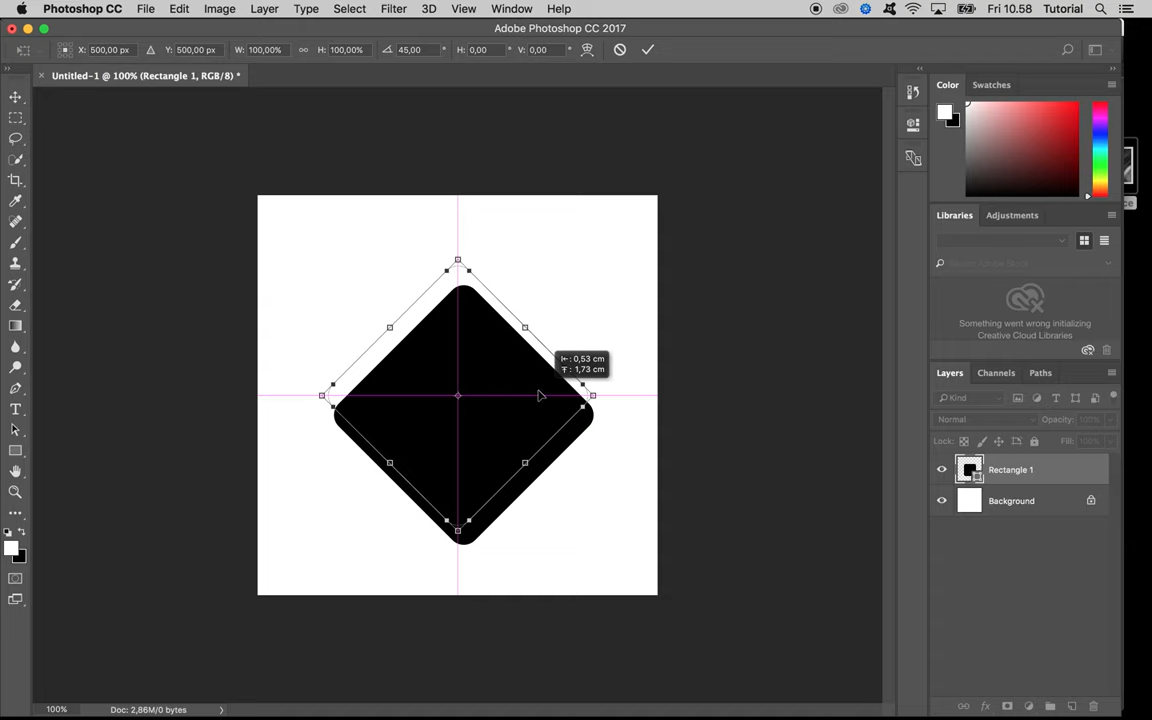 Photoshop CC File Edit Image Layer Type Select Filter 3D View Window Help Fri 10.58 Tutorial
Adobe Photoshop CC 2017
X: 500,00 px Y: 500,00 px W: 100,00% H: 100,00% 45,00 ° H: 0,00 ° V: 0,00 °
Untitled-1 @ 100% (Rectangle 1, RGB/8) *
Color Swatches
Libraries Adjustments
Something went wrong initializing
Creative Cloud Libraries
: 0,53 cm
: 1,73 cm
Layers Channels Paths
Kind
Normal Opacity: 100%
Lock: Fill: 100%
Rectangle 1
Background
100% Doc: 2,86M/0 bytes